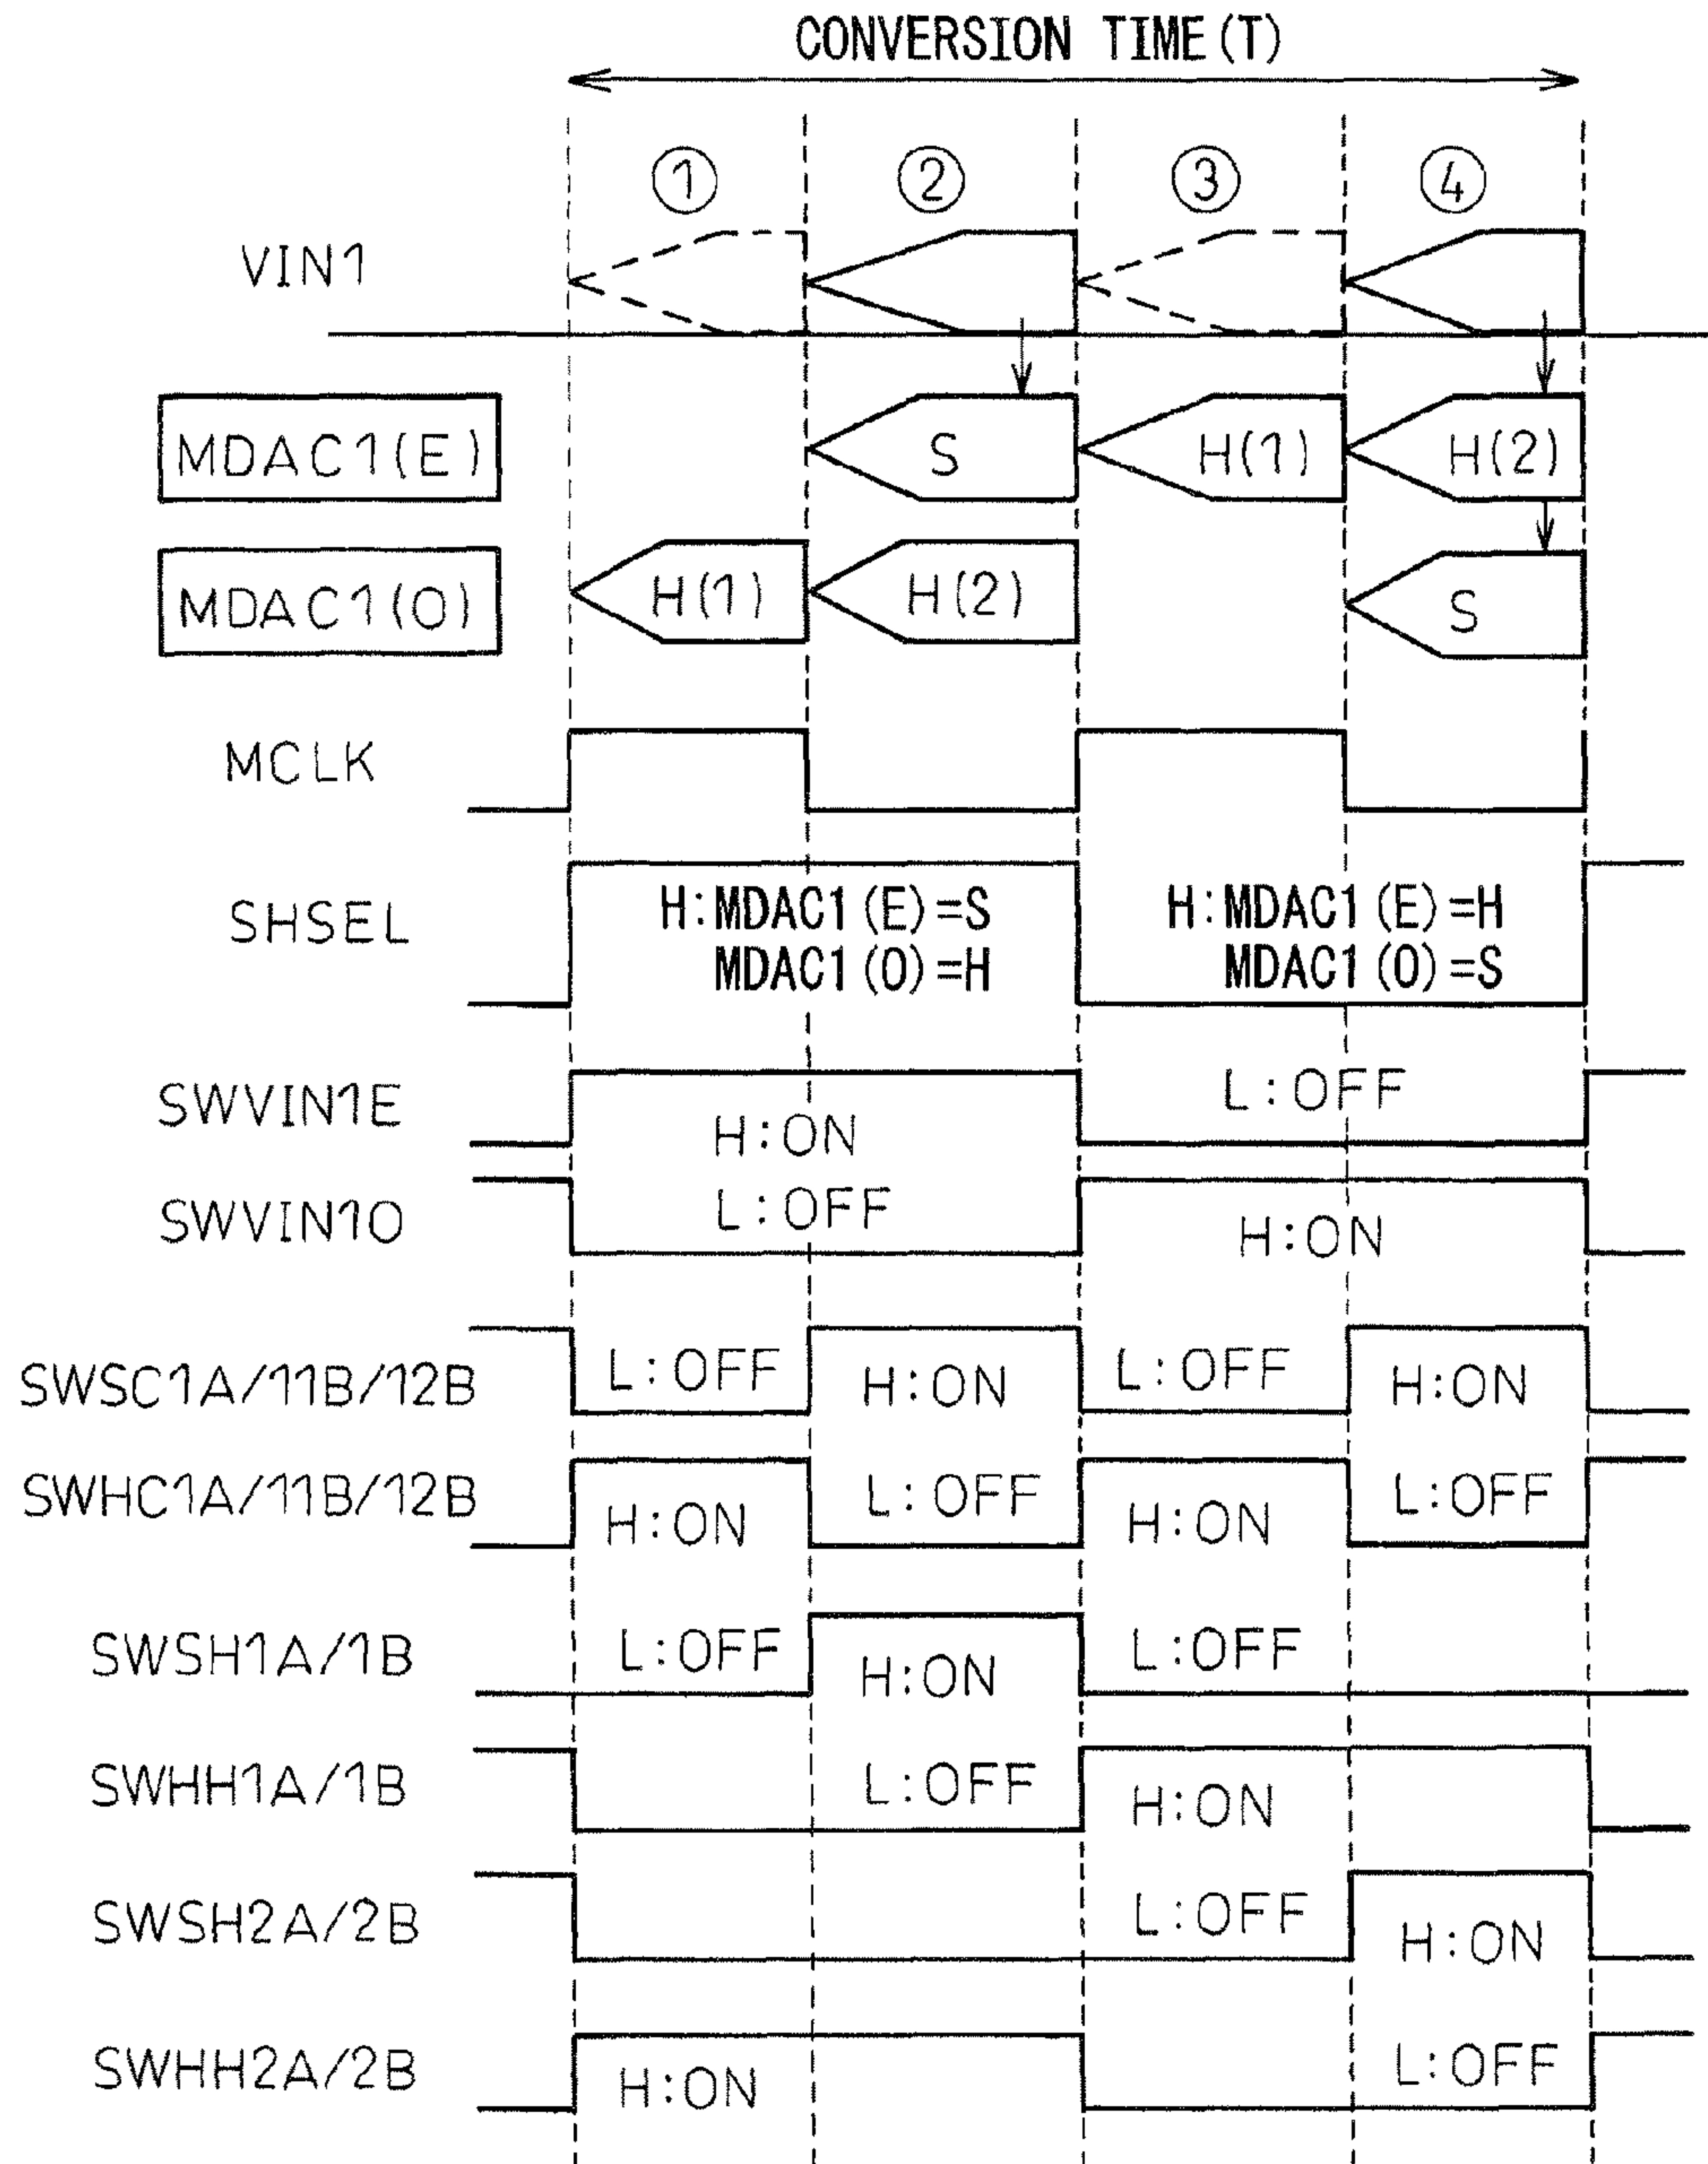 CONVERSION TIME(T)
① ② ③ ④
VIN1
MDAC1(E) S H(1) H(2)
MDAC1(O) H(1) H(2) S
MCLK
SHSEL H:MDAC1(E)=S H:MDAC1(E)=H
MDAC1(O)=H MDAC1(O)=S
SWVIN1E H:ON L:OFF
SWVIN1O L:OFF H:ON
SWSC1A/11B/12B L:OFF H:ON L:OFF H:ON
SWHC1A/11B/12B H:ON L:OFF H:ON L:OFF
SWSH1A/1B L:OFF H:ON L:OFF
SWHH1A/1B L:OFF H:ON
SWSH2A/2B L:OFF H:ON
SWHH2A/2B H:ON L:OFF